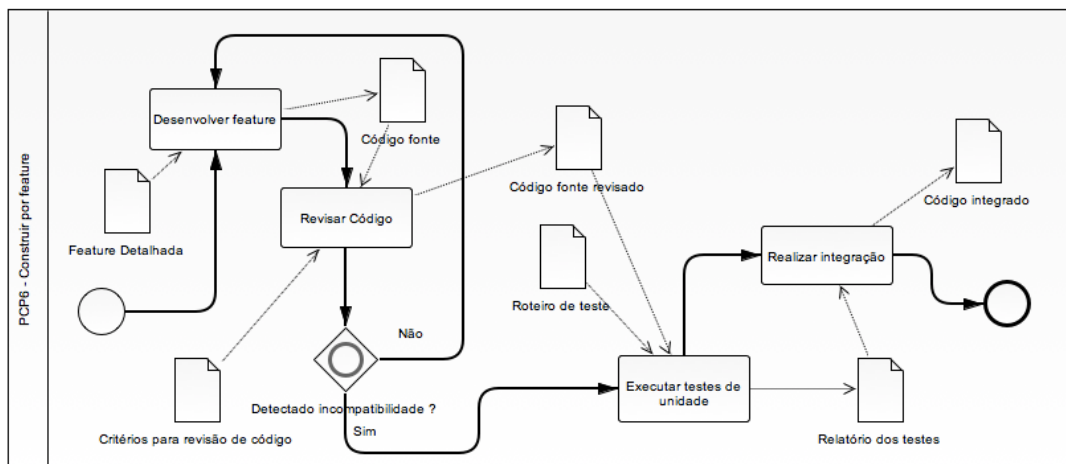 PCP6 - Construir por feature
Desenvolver feature
Código fonte
Feature Detalhada
Revisar Código
Código fonte revisado
Código integrado
Roteiro de teste
Realizar integração
Não
Detectado incompatibilidade ?
Sim
Critérios para revisão de código
Executar testes de
unidade
Relatório dos testes